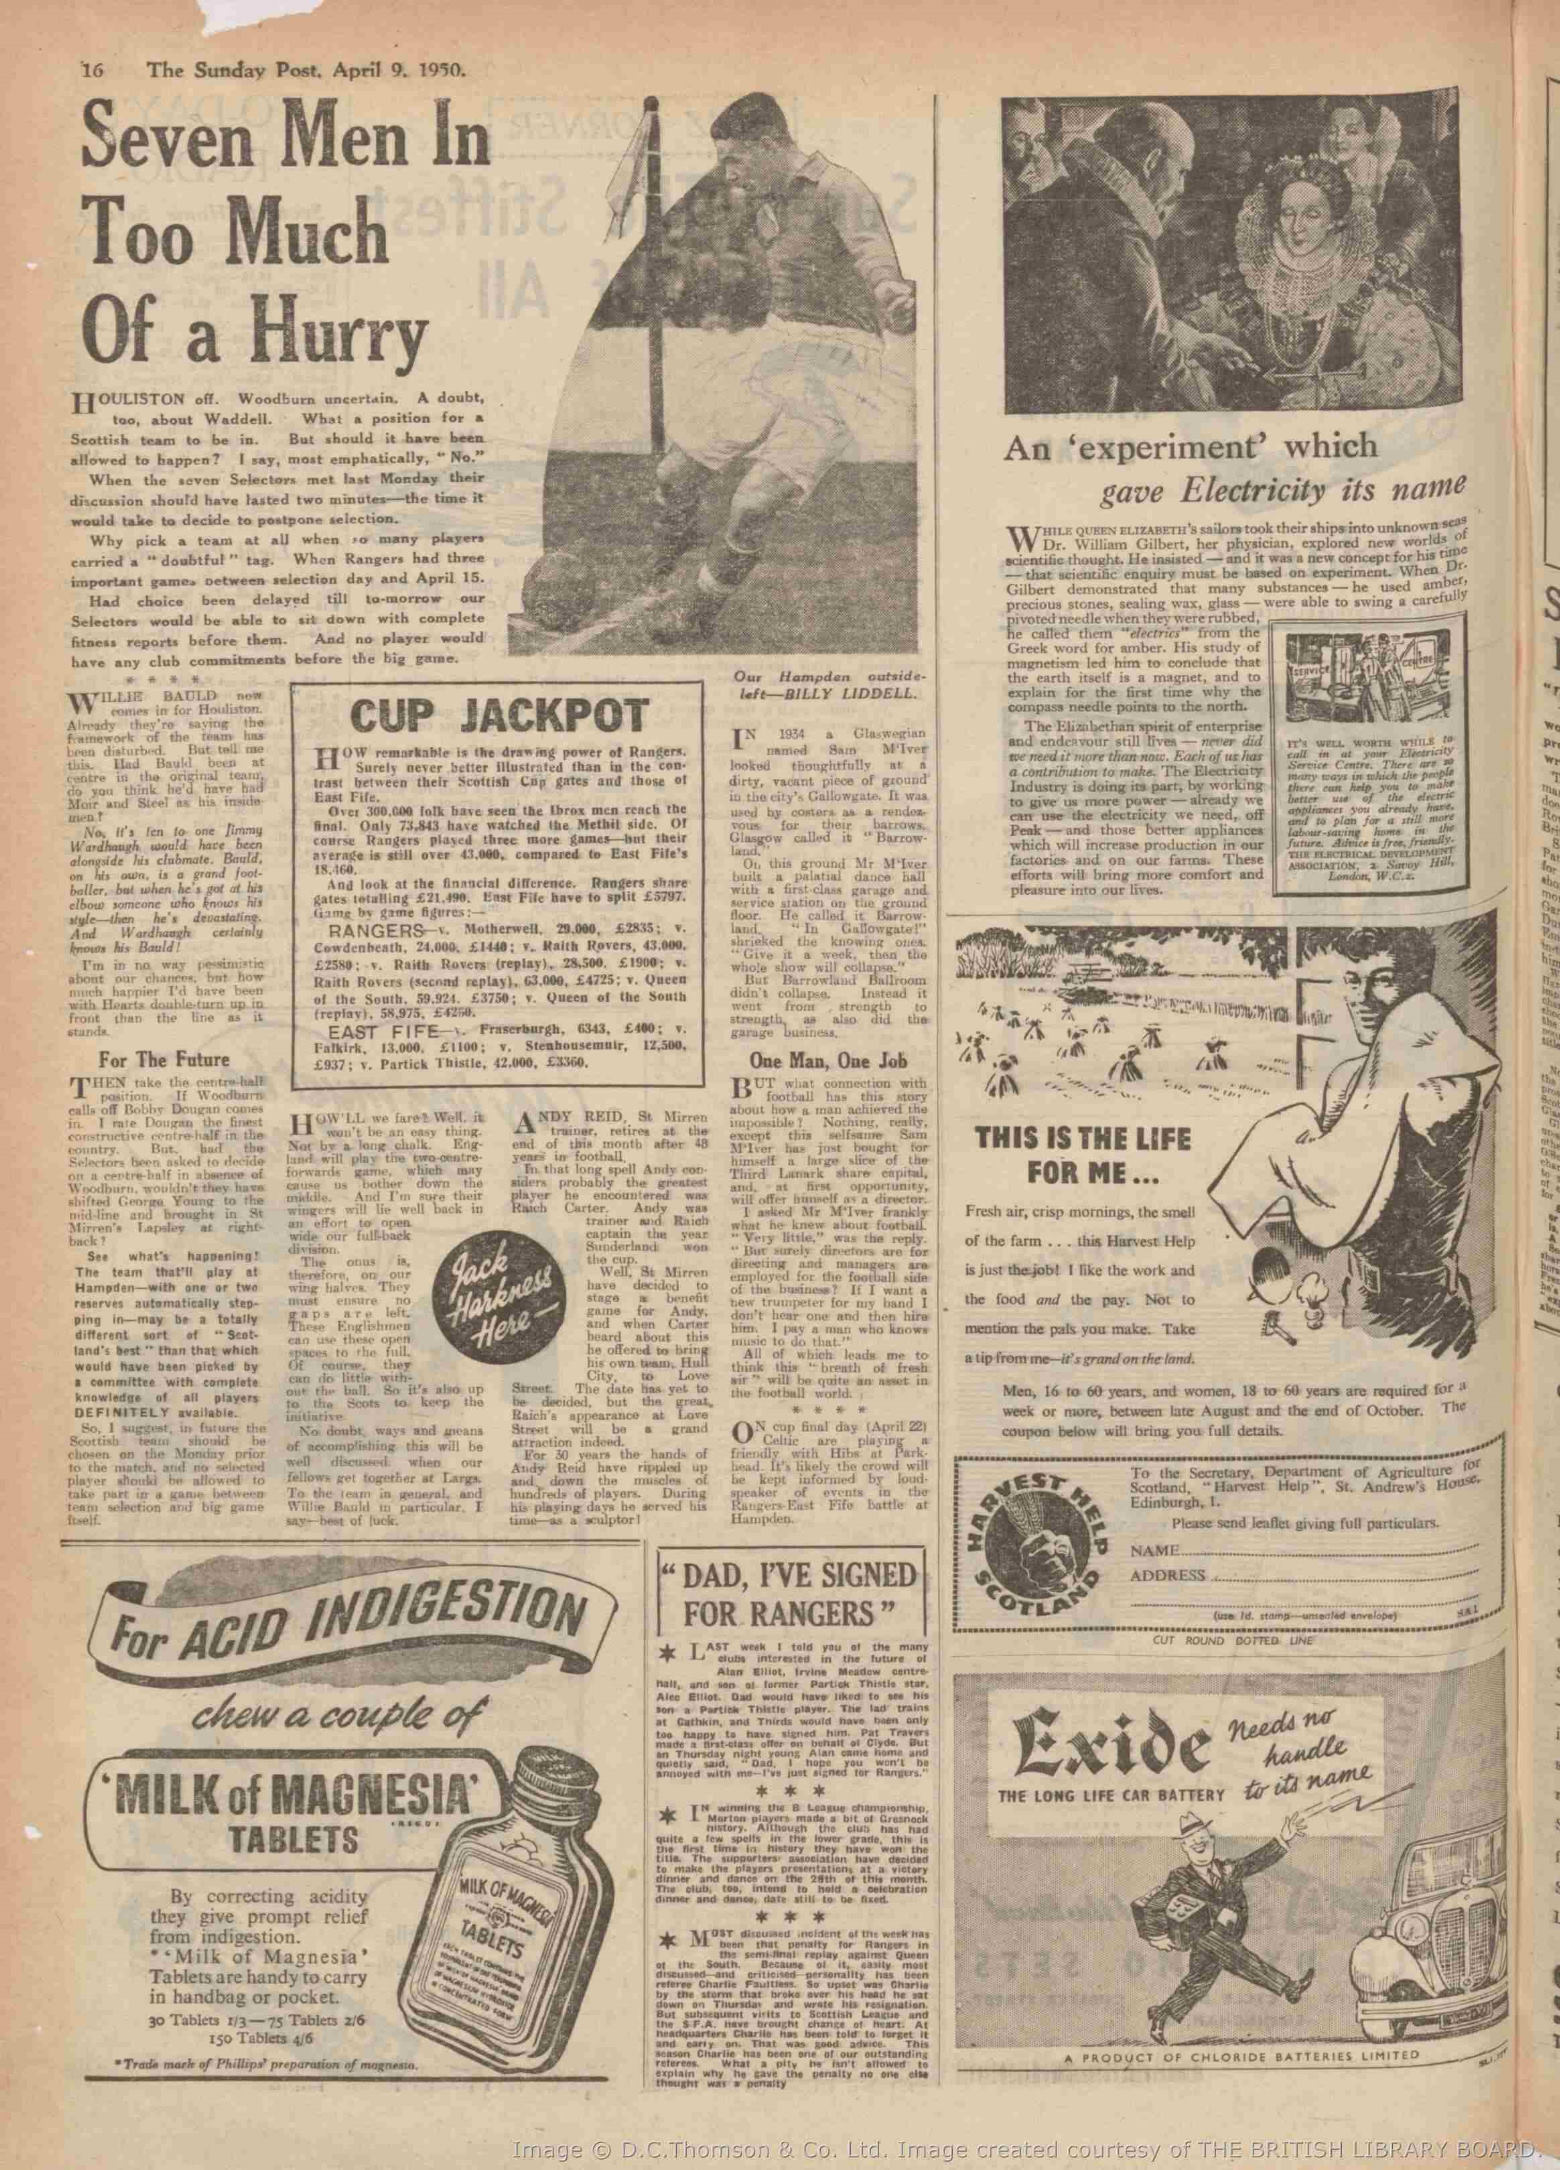 16 The Sunday Post, April 9, 1950.
Seven Men In
Too Much
Of a Hurry
HOULISTON off. Woodburn uncertain. A doubt,
too, about Waddell. What a position for a
Scottish team to be in. But should it have been
allowed to happen? I say, most emphatically, "No."
When the seven Selectors met last Monday their
discussion should have lasted two minutes—the time it
would take to decide to postpone selection.
Why pick a team at all when so many players
carried a "doubtful" tag. When Rangers had three
important games between selection day and April 15.
Had choice been delayed till to-morrow our
Selectors would be able to sit down with complete
fitness reports before them. And no player would
have any club commitments before the big game.
* * * *
WILLIE BAULD now
comes in for Houliston.
Already they're saying the
framework of the team has
been disturbed. But tell me
this. Had Bauld been at
centre in the original team,
do you think he'd have had
Moir and Steel as his inside-
men?
No, it's ten to one Jimmy
Wardhaugh would have been
alongside his clubmate. Bauld,
on his own, is a grand foot-
baller, but when he's got at his
elbow someone who knows his
style—then he's devastating.
And Wardhaugh certainly
knows his Bauld!
I'm in no way pessimistic
about our chances, but how
much happier I'd have been
with Hearts double-turn up in
front than the line as it
stands.
For The Future
THEN take the centre-half
position. If Woodburn
calls off Bobby Dougan comes
in. I rate Dougan the finest
constructive centre-half in the
country. But, had the
Selectors been asked to decide
on a centre-half in absence of
Woodburn, wouldn't they have
shifted George Young to the
mid-line and brought in St
Mirren's Lapsley at right-
back?
See what's happening!
The team that'll play at
Hampden—with one or two
reserves automatically step-
ping in—may be a totally
different sort of "Scot-
land's best" than that which
would have been picked by
a committee with complete
knowledge of all players
DEFINITELY available.
So, I suggest, in future the
Scottish team should be
chosen on the Monday prior
to the match, and no selected
player should be allowed to
take part in a game between
team selection and big game
itself.
CUP JACKPOT
HOW remarkable is the drawing power of Rangers.
Surely never better illustrated than in the con-
trast between their Scottish Cup gates and those of
East Fife.
Over 300,000 folk have seen the Ibrox men reach the
final. Only 73,843 have watched the Methil side. Of
course Rangers played three more games—but their
average is still over 43,000, compared to East Fife's
18,460.
And look at the financial difference. Rangers share
gates totalling £21,490. East Fife have to split £5797.
Game by game figures:—
RANGERS—v. Motherwell, 29,000, £2835; v.
Cowdenbeath, 24,000, £1440; v. Raith Rovers, 43,000,
£2580; v. Raith Rovers (replay), 28,500, £1900; v.
Raith Rovers (second replay), 63,000, £4725; v. Queen
of the South, 59,924, £3750; v. Queen of the South
(replay), 58,975, £4260.
EAST FIFE—v. Fraserburgh, 6343, £400; v.
Falkirk, 13,000, £1100; v. Stenhousemuir, 12,500,
£937; v. Partick Thistle, 42,000, £3360.
HOW'LL we fare? Well, it
won't be an easy thing.
Not by a long chalk. Eng-
land will play the two-centre-
forwards game, which may
cause us bother down the
middle. And I'm sure their
wingers will lie well back in
an effort to open
wide our full-back
division.
The onus is,
therefore, on our
wing halves. They
must ensure no
gaps are left.
These Englishmen
can use these open
spaces to the full.
Of course, they
can do little with-
out the ball. So it's also up
to the Scots to keep the
initiative.
No doubt, ways and means
of accomplishing this will be
well discussed when our
fellows get together at Largs.
To the team in general, and
Willie Bauld in particular, I
say—best of luck.
Jack
Harkness
Here—
ANDY REID, St Mirren
trainer, retires at the
end of this month after 48
years in football.
In that long spell Andy con-
siders probably the greatest
player he encountered was
Raich Carter. Andy was
trainer and Raich
captain the year
Sunderland won
the cup.
Well, St Mirren
have decided to
stage a benefit
game for Andy,
and when Carter
heard about this
he offered to bring
his own team, Hull
City, to Love
Street. The date has yet to
be decided, but the great
Raich's appearance at Love
Street will be a grand
attraction indeed.
For 30 years the hands of
Andy Reid have rippled up
and down the muscles of
hundreds of players. During
his playing days he served his
time—as a sculptor!
Our Hampden outside-
left—BILLY LIDDELL.
IN 1934 a Glaswegian
named Sam M'Iver
looked thoughtfully at a
dirty, vacant piece of ground
in the city's Gallowgate. It was
used by costers as a rendez-
vous for their barrows.
Glasgow called it "Barrow-
land."
On this ground Mr M'Iver
built a palatial dance hall
with a first-class garage and
service station on the ground
floor. He called it Barrow-
land. "In Gallowgate!"
shrieked the knowing ones.
"Give it a week, then the
whole show will collapse."
But Barrowland Ballroom
didn't collapse. Instead it
went from strength to
strength, as also did the
garage business.
One Man, One Job
BUT what connection with
football has this story
about how a man achieved the
impossible? Nothing, really,
except this selfsame Sam
M'Iver has just bought for
himself a large slice of the
Third Lanark share capital,
and, at first opportunity,
will offer himself as a director.
I asked Mr M'Iver frankly
what he knew about football.
"Very little," was the reply.
"But surely directors are for
directing and managers are
employed for the football side
of the business? If I want a
new trumpeter for my band I
don't hear one and then hire
him. I pay a man who knows
music to do that."
All of which leads me to
think this "breath of fresh
air" will be quite an asset in
the football world.
* * * *
ON cup final day (April 22)
Celtic are playing a
friendly with Hibs at Park-
head. It's likely the crowd will
be kept informed by loud-
speaker of events in the
Rangers-East Fife battle at
Hampden.
For ACID INDIGESTION
chew a couple of
'MILK of MAGNESIA'
REGD
TABLETS
By correcting acidity
they give prompt relief
from indigestion.
*'Milk of Magnesia'
Tablets are handy to carry
in handbag or pocket.
30 Tablets 1/3—75 Tablets 2/6
150 Tablets 4/6
*Trade mark of Phillips' preparation of magnesia.
MILK OF MAGNESIA
TABLETS
"DAD, I'VE SIGNED
FOR RANGERS"
* LAST week I told you of the many
clubs interested in the future of
Alan Elliot, Irvine Meadow centre-
half, and son of former Partick Thistle star,
Alec Elliot. Dad would have liked to see his
son a Partick Thistle player. The lad trains
at Cathkin, and Thirds would have been only
too happy to have signed him. Pat Travers
made a first-class offer on behalf of Clyde. But
on Thursday night young Alan came home and
quietly said, "Dad, I hope you won't be
annoyed with me—I've just signed for Rangers."
* * *
* IN winning the B League championship,
Morton players made a bit of Greenock
history. Although the club has had
quite a few spells in the lower grade, this is
the first time in history they have won the
title. The supporters' association have decided
to make the players presentations at a victory
dinner and dance on the 28th of this month.
The club, too, intend to hold a celebration
dinner and dance, date still to be fixed.
* * *
* MOST discussed incident of the week has
been that penalty for Rangers in
the semi-final replay against Queen
of the South. Because of it, easily most
discussed—and criticised—personality has been
referee Charlie Faultless. So upset was Charlie
by the storm that broke over his head he sat
down on Thursday and wrote his resignation.
But subsequent visits to Scottish League and
the S.F.A. have brought change of heart. At
headquarters Charlie has been told to forget it
and carry on. That was good advice. This
season Charlie has been one of our outstanding
referees. What a pity he isn't allowed to
explain why he gave the penalty no one else
thought was a penalty
An 'experiment' which
gave Electricity its name
WHILE QUEEN ELIZABETH'S sailors took their ships into unknown seas
Dr. William Gilbert, her physician, explored new worlds of
scientific thought. He insisted — and it was a new concept for his time
— that scientific enquiry must be based on experiment. When Dr.
Gilbert demonstrated that many substances — he used amber,
precious stones, sealing wax, glass — were able to swing a carefully
pivoted needle when they were rubbed,
he called them "electrics" from the
Greek word for amber. His study of
magnetism led him to conclude that
the earth itself is a magnet, and to
explain for the first time why the
compass needle points to the north.
The Elizabethan spirit of enterprise
and endeavour still lives — never did
we need it more than now. Each of us has
a contribution to make. The Electricity
Industry is doing its part, by working
to give us more power — already we
can use the electricity we need, off
Peak — and those better appliances
which will increase production in our
factories and on our farms. These
efforts will bring more comfort and
pleasure into our lives.
SERVICE CENTRE
IT'S WELL WORTH WHILE to
call in at your Electricity
Service Centre. There are so
many ways in which the people
there can help you to make
better use of the electric
appliances you already have,
and to plan for a still more
labour-saving home in the
future. Advice is free, friendly.
THE ELECTRICAL DEVELOPMENT
ASSOCIATION, 2 Savoy Hill,
London, W.C.2.
THIS IS THE LIFE
FOR ME...
Fresh air, crisp mornings, the smell
of the farm . . . this Harvest Help
is just the job! I like the work and
the food and the pay. Not to
mention the pals you make. Take
a tip from me—it's grand on the land.
Men, 16 to 60 years, and women, 18 to 60 years are required for a
week or more, between late August and the end of October. The
coupon below will bring you full details.
HARVEST HELP
SCOTLAND
To the Secretary, Department of Agriculture for
Scotland, "Harvest Help", St. Andrew's House,
Edinburgh, 1.
Please send leaflet giving full particulars.
NAME
ADDRESS
(use 1d. stamp—unsealed envelope)
CUT ROUND DOTTED LINE
Exide Needs no
handle
to its name
THE LONG LIFE CAR BATTERY
A PRODUCT OF CHLORIDE BATTERIES LIMITED
Image © D.C.Thomson & Co. Ltd. Image created courtesy of THE BRITISH LIBRARY BOARD.